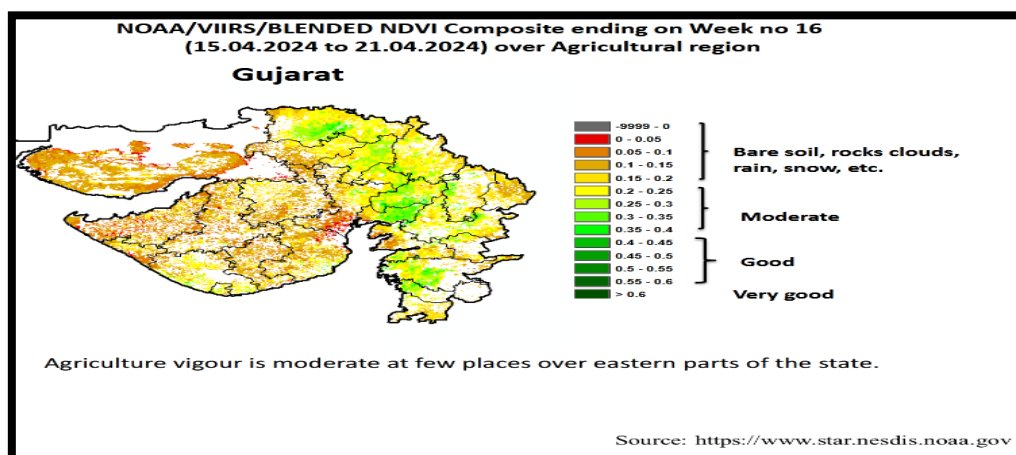 NOAA/VIIRS/BLENDED NDVI Composite ending on Week no 16
(15.04.2024 to 21.04.2024) over Agricultural region
Gujarat
-9999 - 0
0 - 0.05
0.05 - 0.1
0.1 - 0.15
0.15 - 0.2
0.2 - 0.25
0.25 - 0.3
0.3 - 0.35
0.35 - 0.4
0.4 - 0.45
0.45 - 0.5
0.5 - 0.55
0.55 - 0.6
> 0.6
Bare soil, rocks clouds,
rain, snow, etc.
Moderate
Good
Very good
Agriculture vigour is moderate at few places over eastern parts of the state.
Source: https://www.star.nesdis.noaa.gov